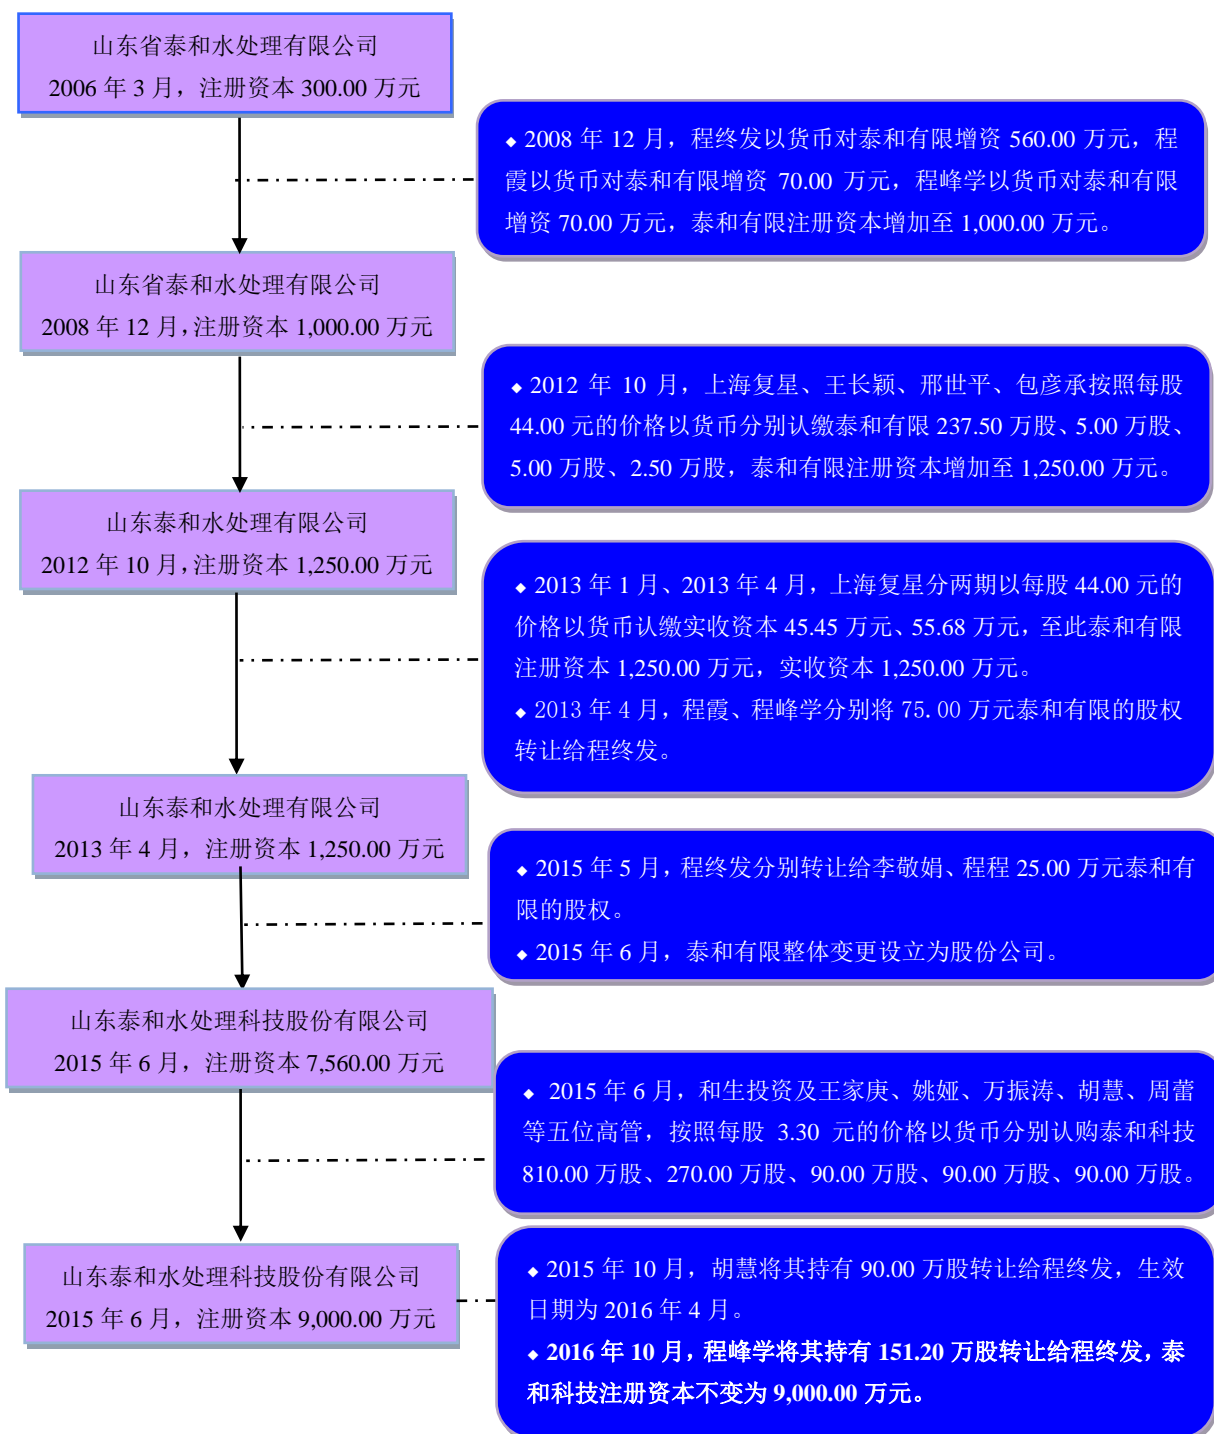 山东省泰和水处理有限公司
2006 年 3 月，注册资本 300.00 万元
◆ 2008 年 12 月，程终发以货币对泰和有限增资 560.00 万元，程
霞以货币对泰和有限增资 70.00 万元，程峰学以货币对泰和有限
增资 70.00 万元，泰和有限注册资本增加至 1,000.00 万元。
山东省泰和水处理有限公司
2008 年 12 月，注册资本 1,000.00 万元
◆ 2012 年 10 月，上海复星、王长颖、邢世平、包彦承按照每股
44.00 元的价格以货币分别认缴泰和有限 237.50 万股、5.00 万股、
5.00 万股、2.50 万股，泰和有限注册资本增加至 1,250.00 万元。
山东泰和水处理有限公司
2012 年 10 月，注册资本 1,250.00 万元
◆ 2013 年 1 月、2013 年 4 月，上海复星分两期以每股 44.00 元的
价格以货币认缴实收资本 45.45 万元、55.68 万元，至此泰和有限
注册资本 1,250.00 万元，实收资本 1,250.00 万元。
◆ 2013 年 4 月，程霞、程峰学分别将 75.00 万元泰和有限的股权
转让给程终发。
山东泰和水处理有限公司
2013 年 4 月，注册资本 1,250.00 万元
◆ 2015 年 5 月，程终发分别转让给李敬娟、程程 25.00 万元泰和有
限的股权。
◆ 2015 年 6 月，泰和有限整体变更设立为股份公司。
山东泰和水处理科技股份有限公司
2015 年 6 月，注册资本 7,560.00 万元
◆ 2015 年 6 月，和生投资及王家庚、姚娅、万振涛、胡慧、周蕾
等五位高管，按照每股 3.30 元的价格以货币分别认购泰和科技
810.00 万股、270.00 万股、90.00 万股、90.00 万股、90.00 万股。
山东泰和水处理科技股份有限公司
2015 年 6 月，注册资本 9,000.00 万元
◆ 2015 年 10 月，胡慧将其持有 90.00 万股转让给程终发，生效
日期为 2016 年 4 月。
◆ 2016 年 10 月，程峰学将其持有 151.20 万股转让给程终发，泰
和科技注册资本不变为 9,000.00 万元。